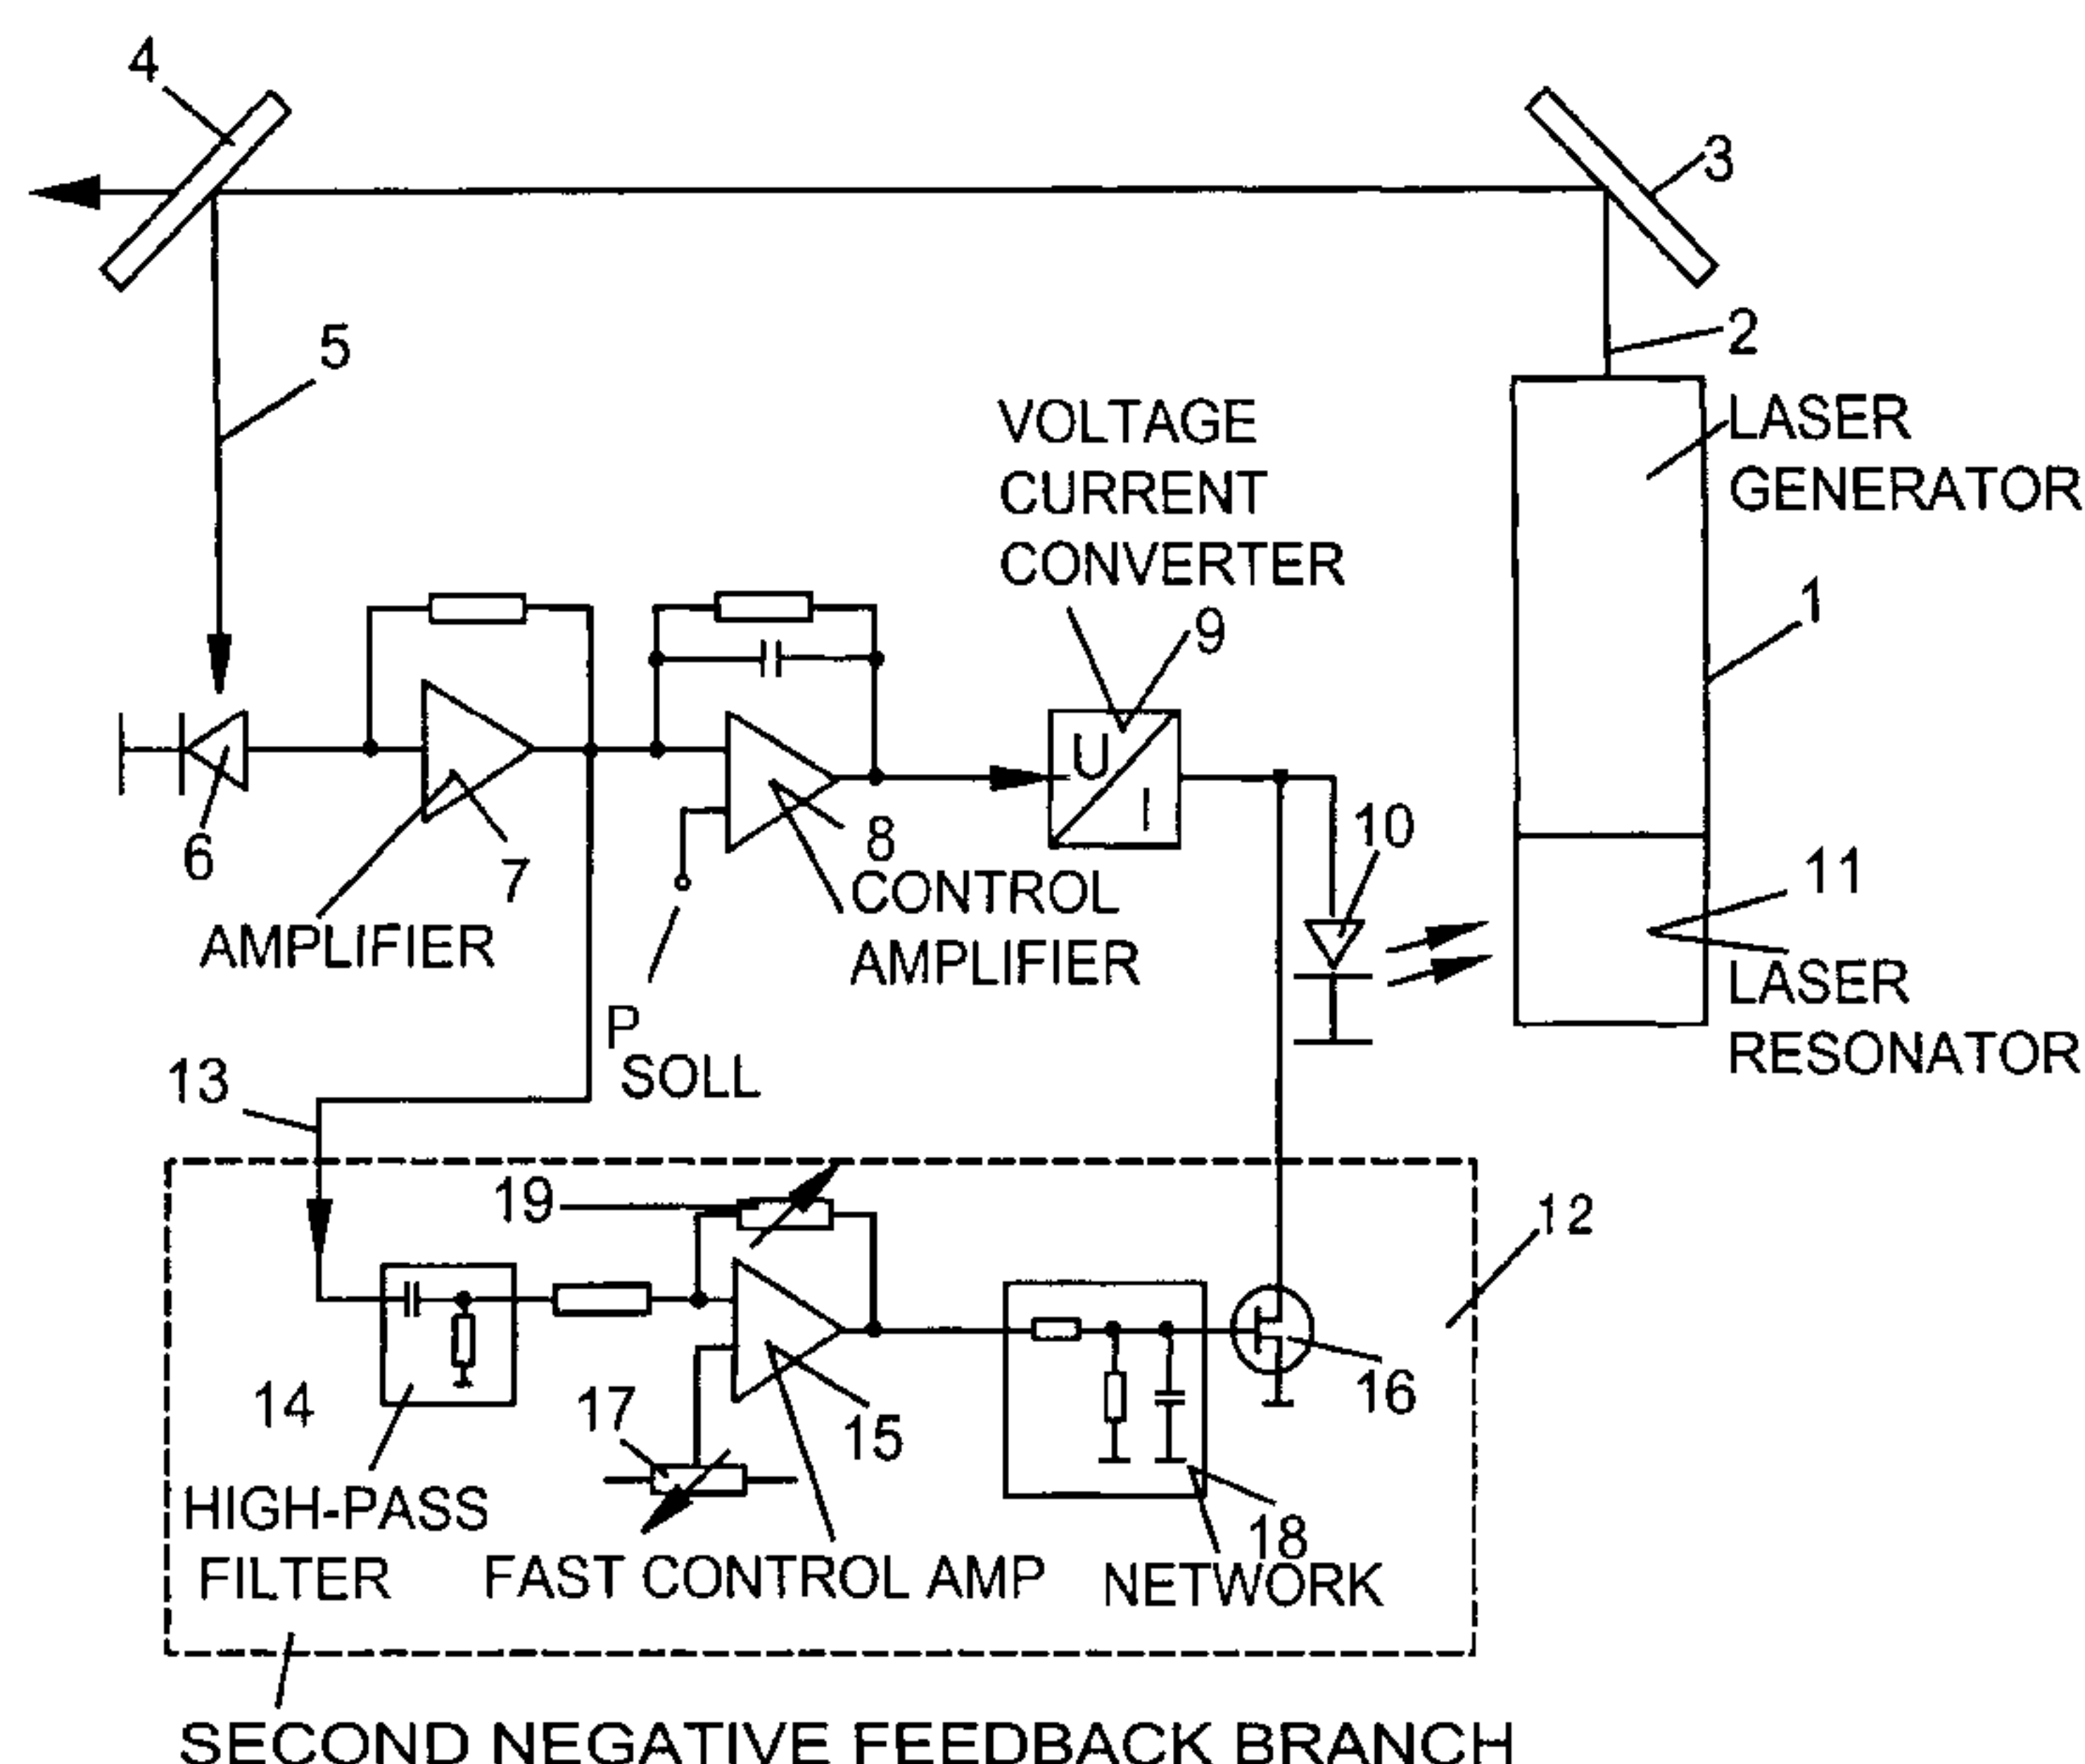 4
3
5
2
VOLTAGE
CURRENT
CONVERTER
LASER
GENERATOR
9
1
U
I
6
7
8
10
11
AMPLIFIER
CONTROL
AMPLIFIER
LASER
RESONATOR
P
SOLL
13
19
12
14
17
15
16
18
HIGH-PASS
FILTER
FAST CONTROL AMP
NETWORK
SECOND NEGATIVE FEEDBACK BRANCH